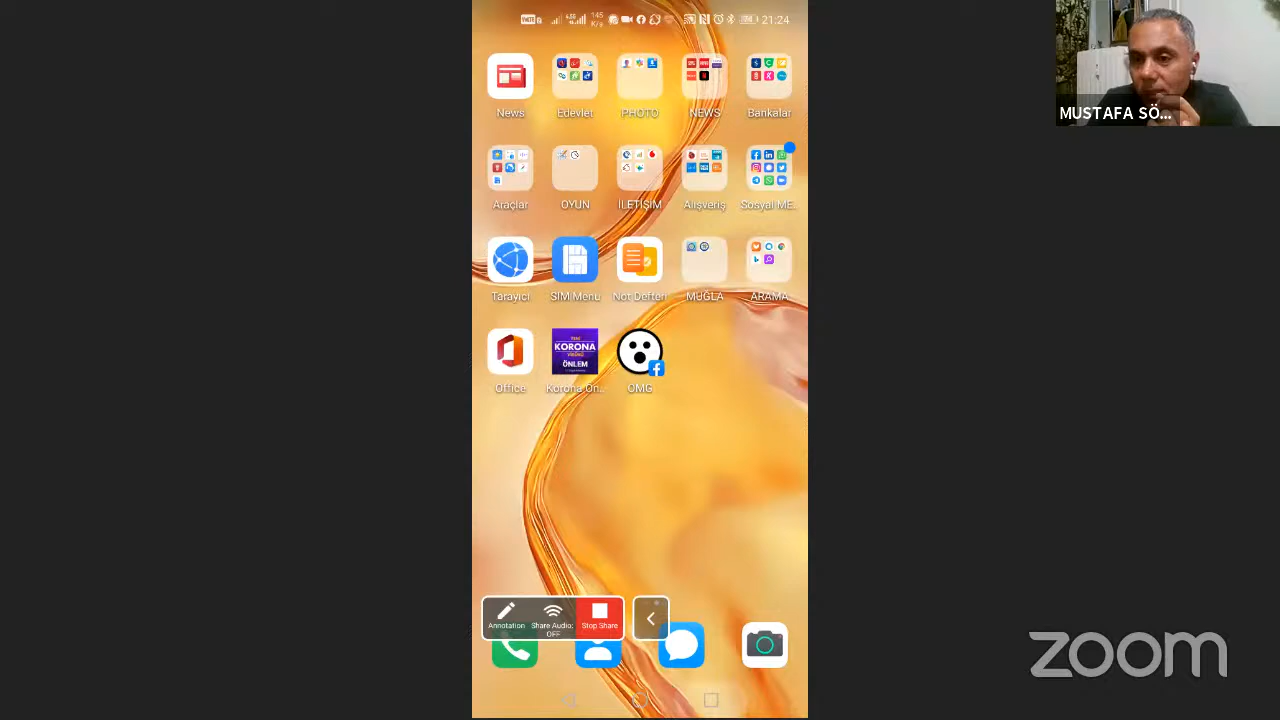 21:24
MUSTAFA SÖ...
News
Edevlet
PHOTO
NEWS
Bankalar
Araçlar
OYUN
İLETİŞİM
Alışveriş
Sosyal ME..
Tarayıcı
SIM Menu
Not Defteri
MUĞLA
ARAMA
KORONA
ÖNLEM
Office
Korona Ön..
OMG
Annotation
Share Audio:
OFF
Stop Share
zoom